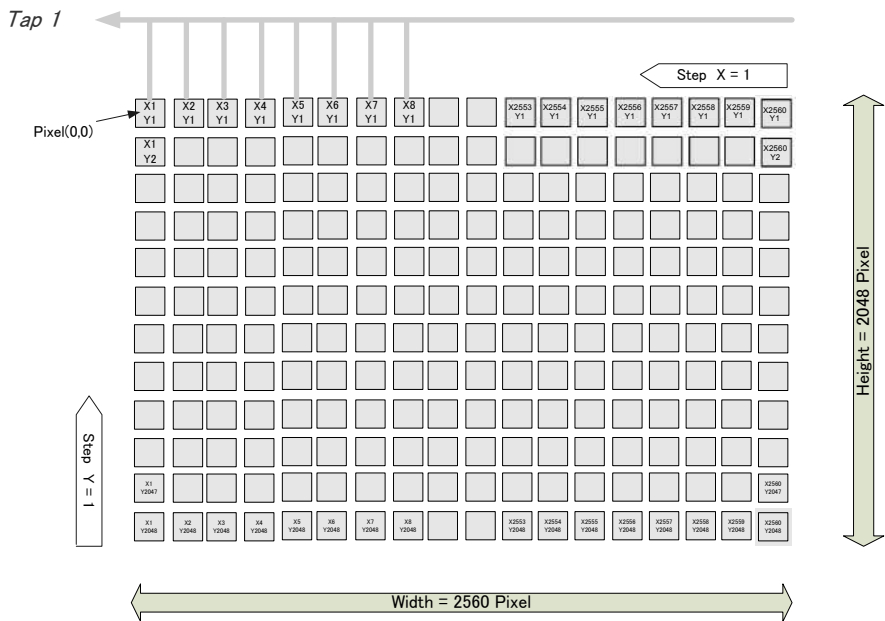 Tap 1
Step X = 1
X1 X2 X3 X4 X5 X6 X7 X8 X2553 X2554 X2555 X2556 X2557 X2558 X2559 X2560
Y1 Y1 Y1 Y1 Y1 Y1 Y1 Y1 Y1 Y1 Y1 Y1 Y1 Y1 Y1 Y1
Pixel(0,0)
X1 X2560
Y2 Y2
Height = 2048 Pixel
Step Y = 1
X1 X2560
Y2047 Y2047
X1 X2 X3 X4 X5 X6 X7 X8 X2553 X2554 X2555 X2556 X2557 X2558 X2559 X2560
Y2048 Y2048 Y2048 Y2048 Y2048 Y2048 Y2048 Y2048 Y2048 Y2048 Y2048 Y2048 Y2048 Y2048 Y2048 Y2048
Width = 2560 Pixel